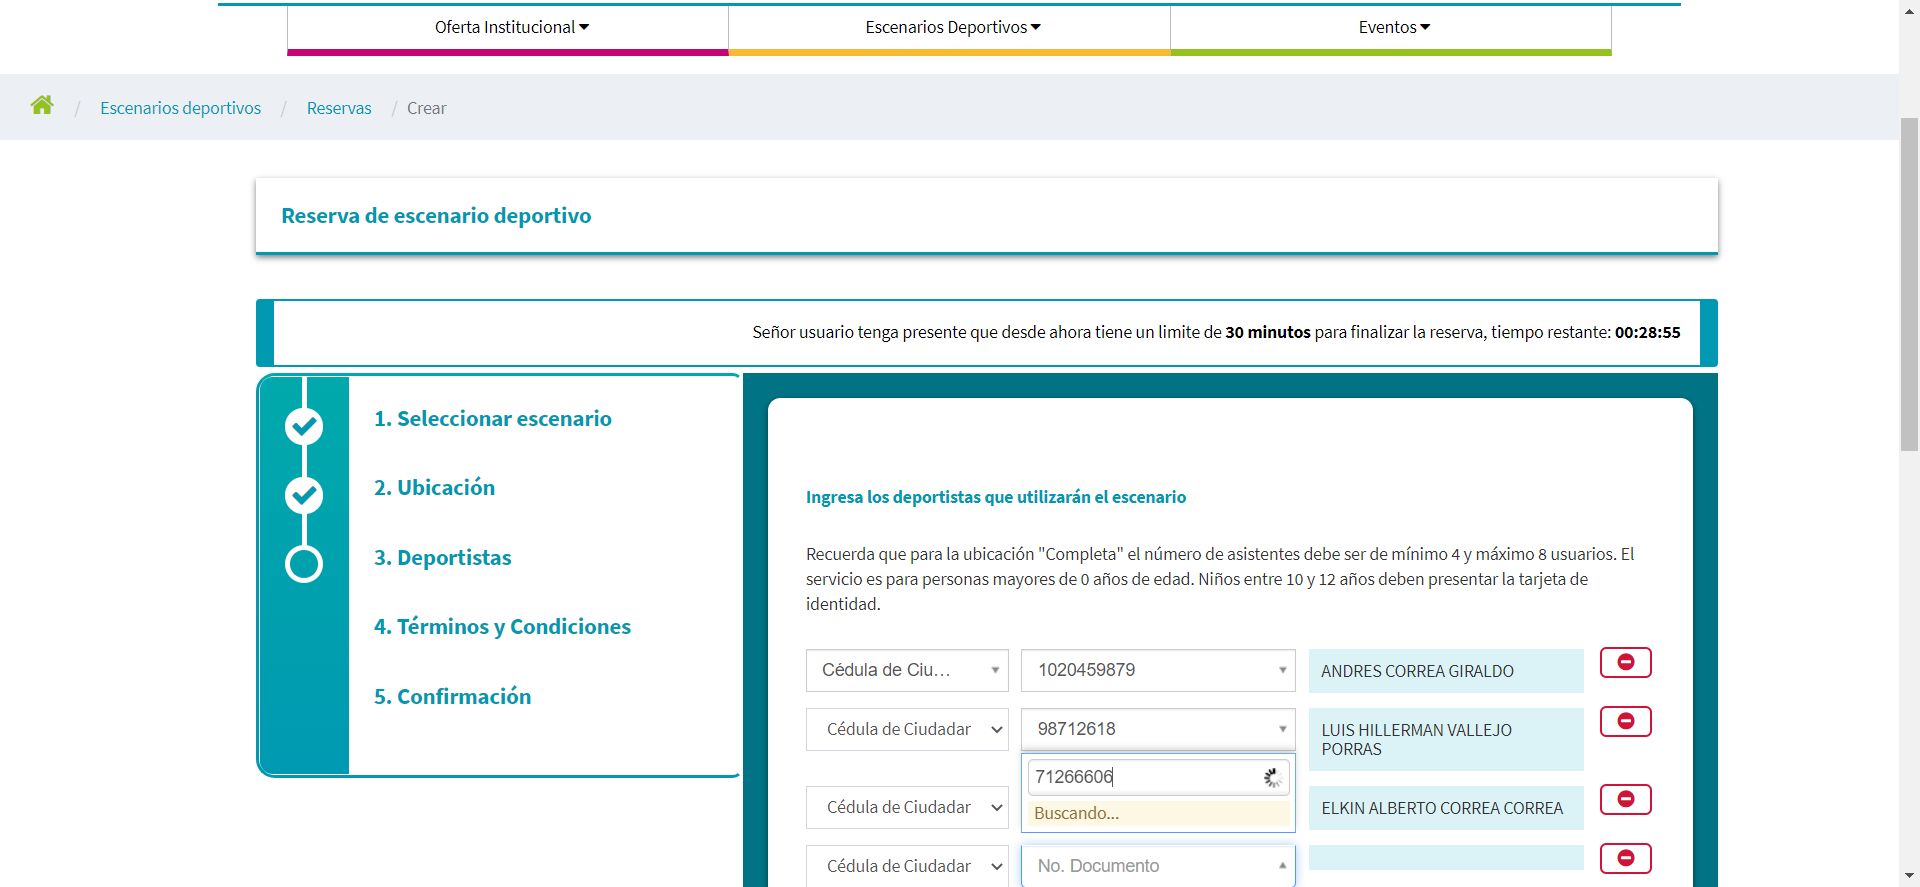 Oferta Institucional
Escenarios Deportivos
Eventos
/ Escenarios deportivos / Reservas / Crear
Reserva de escenario deportivo
Señor usuario tenga presente que desde ahora tiene un limite de 30 minutos para finalizar la reserva, tiempo restante: 00:28:55
1. Seleccionar escenario
2. Ubicación
3. Deportistas
4. Términos y Condiciones
5. Confirmación
Ingresa los deportistas que utilizarán el escenario
Recuerda que para la ubicación "Completa" el número de asistentes debe ser de mínimo 4 y máximo 8 usuarios. El
servicio es para personas mayores de 0 años de edad. Niños entre 10 y 12 años deben presentar la tarjeta de
identidad.
Cédula de Ciu...
1020459879
ANDRES CORREA GIRALDO
Cédula de Ciudadar
98712618
LUIS HILLERMAN VALLEJO
PORRAS
71266606
Buscando...
Cédula de Ciudadar
ELKIN ALBERTO CORREA CORREA
Cédula de Ciudadar
No. Documento